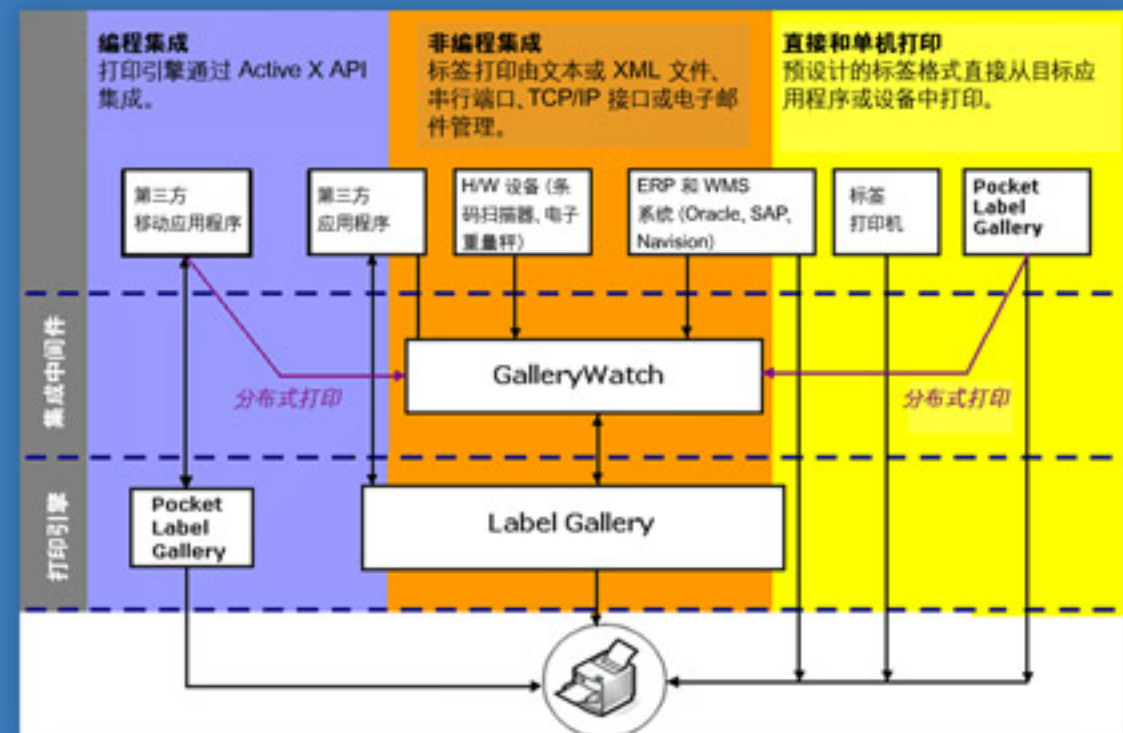 编程集成
打印引擎通过 Active X API
集成。
非编程集成
标签打印由文本或 XML 文件、
串行端口、TCP/IP 接口或电子邮
件管理。
直接和单机打印
预设计的标签格式直接从目标应
用程序或设备中打印。
第三方
移动应用程序
第三方
应用程序
H/W 设备 (条
码扫描器、电子
重量秤)
ERP 和 WMS
系统 (Oracle, SAP,
Navision)
标签
打印机
Pocket
Label
Gallery
集成中间件
GalleryWatch
分布式打印
分布式打印
打印引擎
Pocket
Label
Gallery
Label Gallery